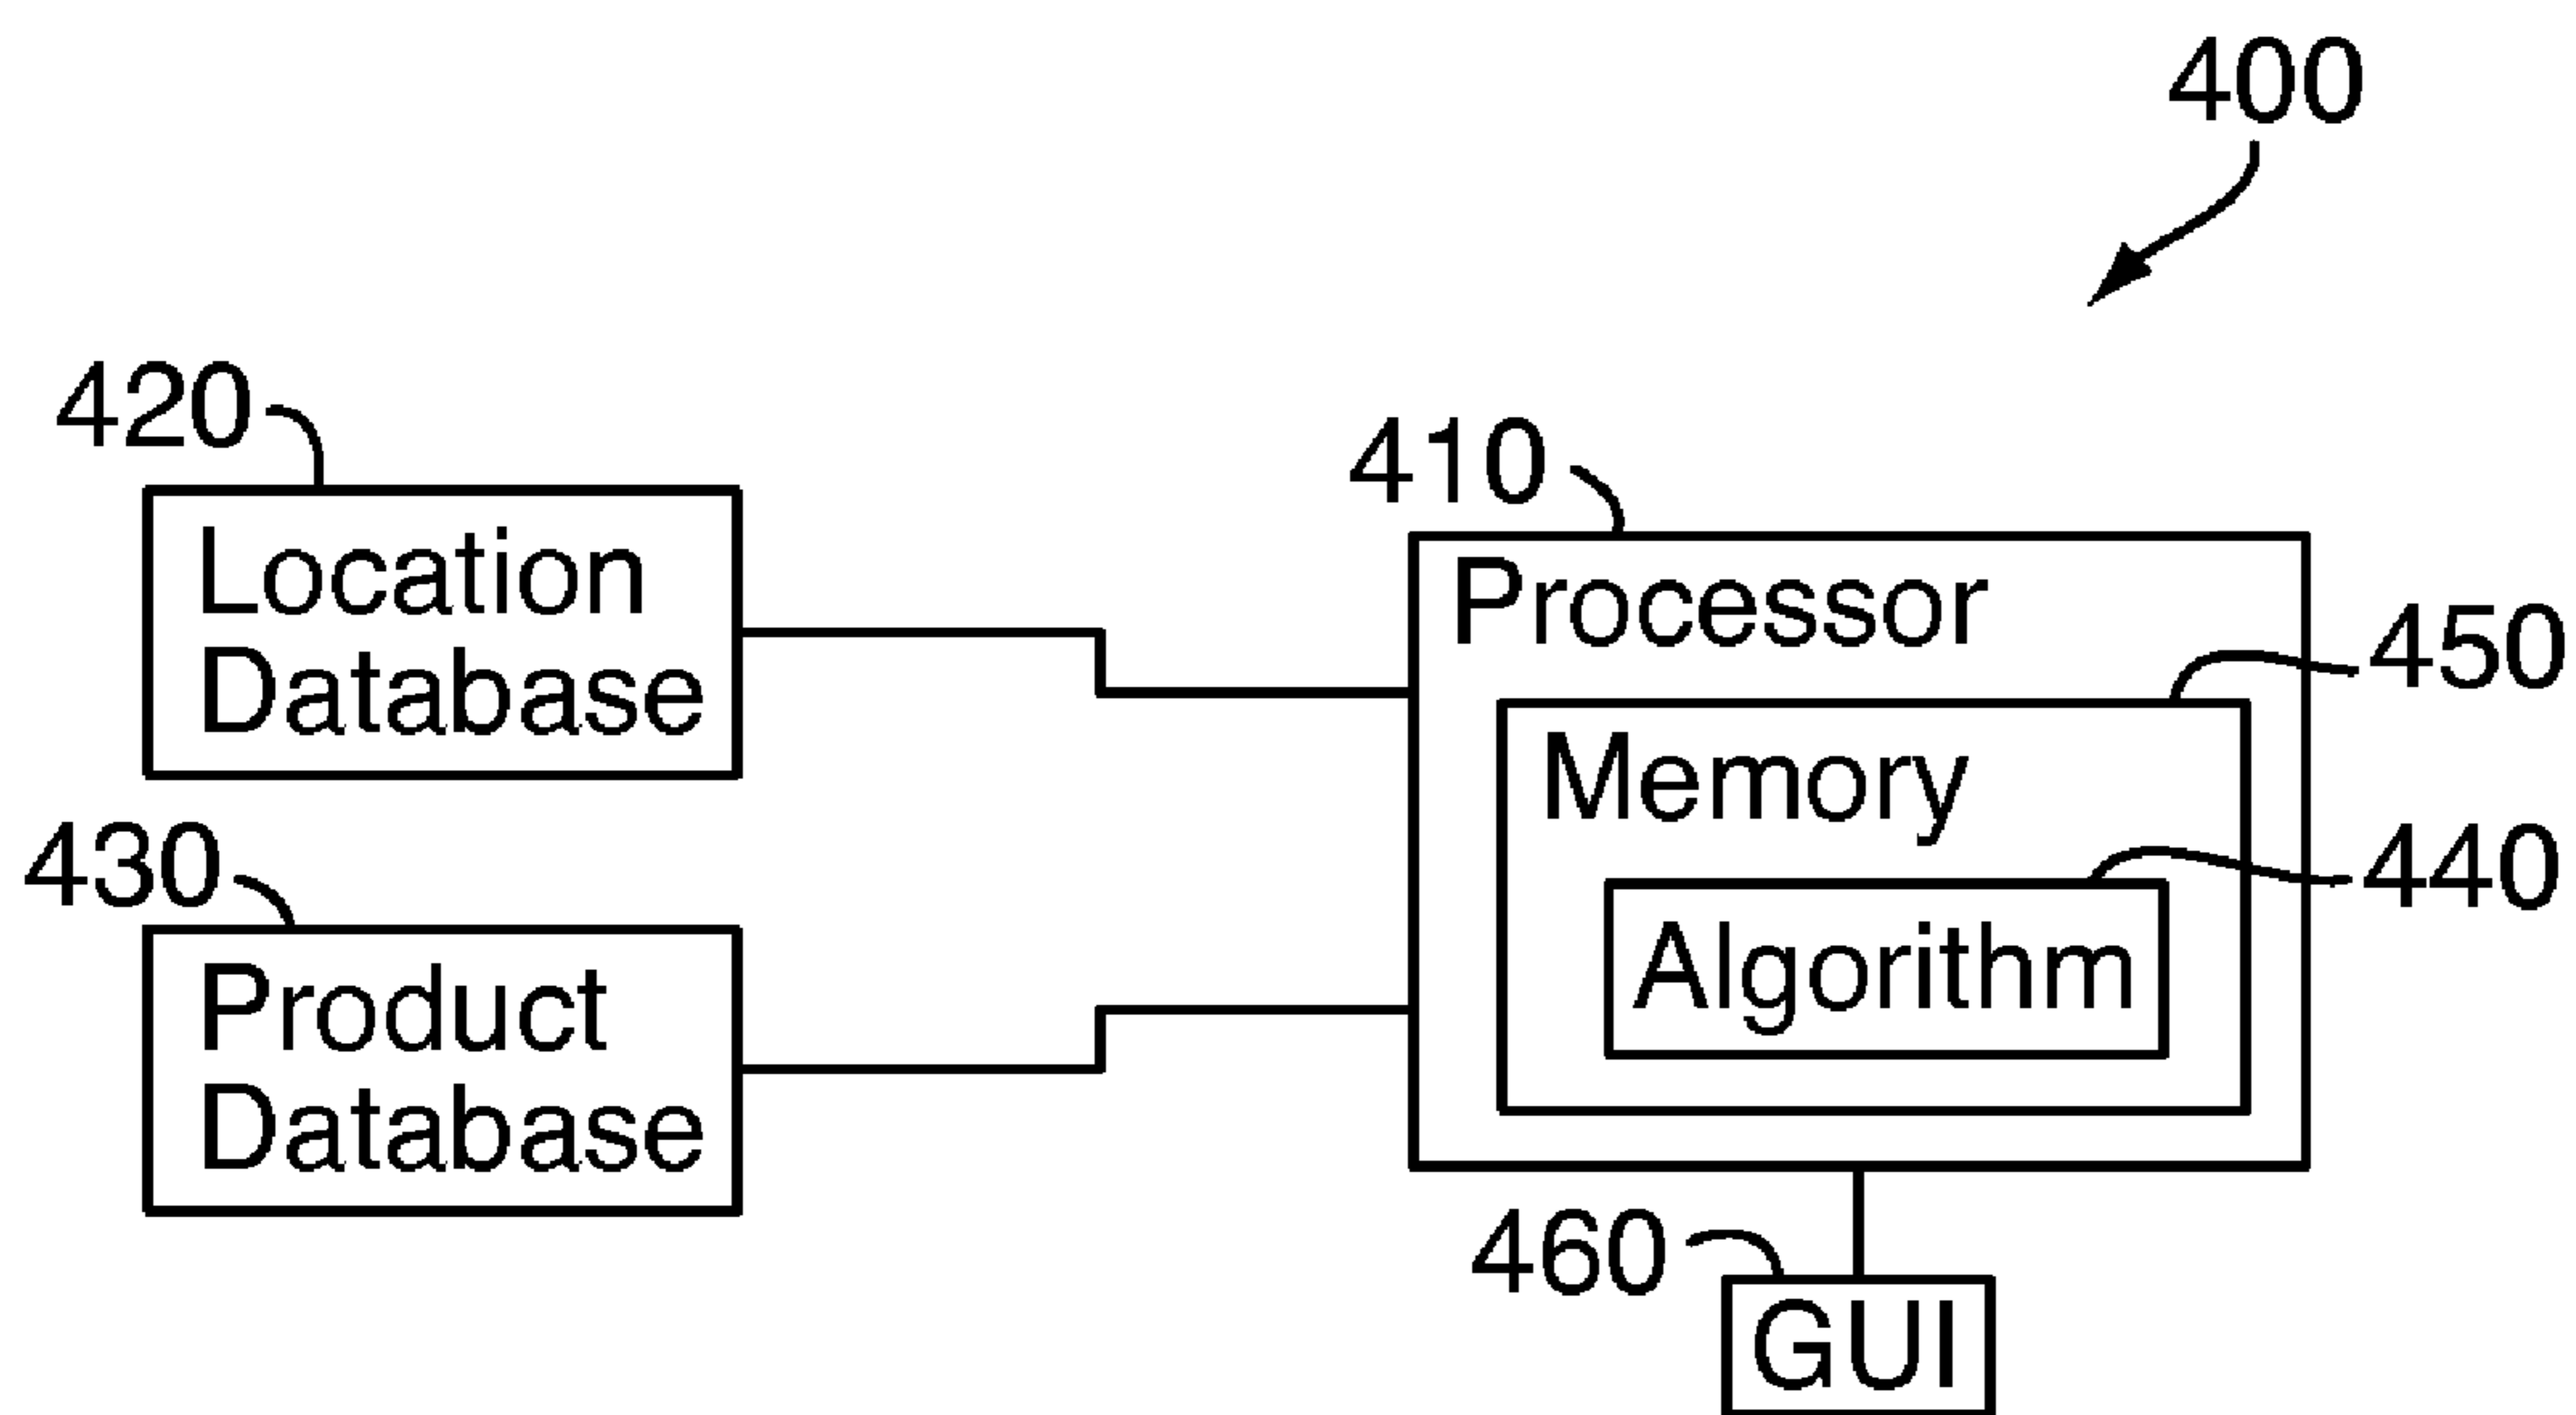 400
420
410
Location
Database
Processor
450
Memory
430
440
Product
Database
Algorithm
460
GUI